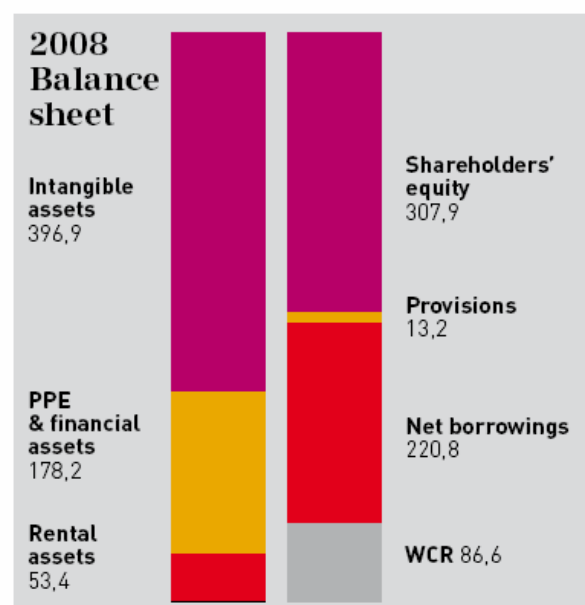 2008
Balance
sheet
Intangible
assets
396,9
PPE
& financial
assets
178,2
Rental
assets
53,4
Shareholders'
equity
307,9
Provisions
13,2
Net borrowings
220,8
WCR 86,6